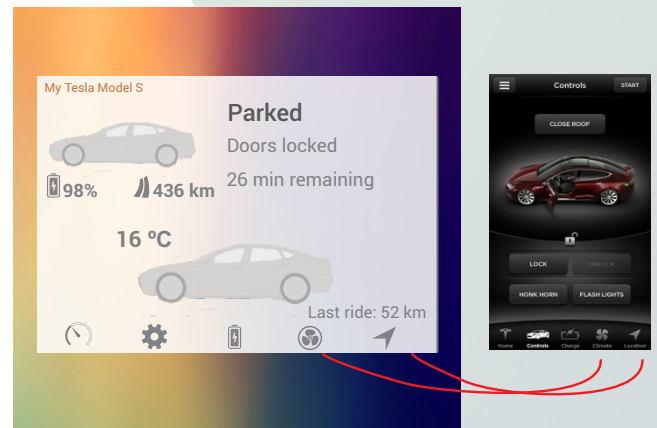 My Tesla Model S
Parked
Doors locked
98%
436 km
26 min remaining
16 ºC
Last ride: 52 km
Controls
START
CLOSE ROOF
LOCK
UNLOCK
HONK HORN
FLASH LIGHTS
Home
Controls
Charge
Climate
Location